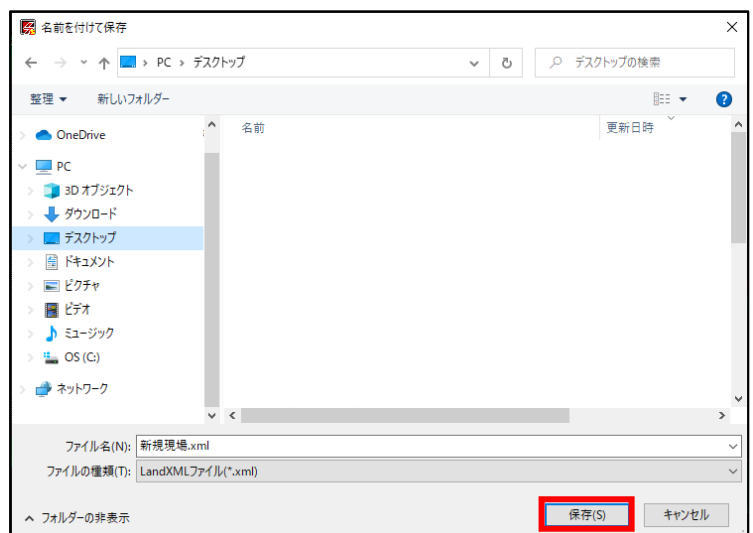 名前を付けて保存
PC › デスクトップ
デスクトップの検索
整理
新しいフォルダー
名前
更新日時
OneDrive
PC
3D オブジェクト
ダウンロード
デスクトップ
ドキュメント
ピクチャ
ビデオ
ミュージック
OS (C:)
ネットワーク
ファイル名(N): 新規現場.xml
ファイルの種類(T): LandXMLファイル(*.xml)
フォルダーの非表示
保存(S)
キャンセル